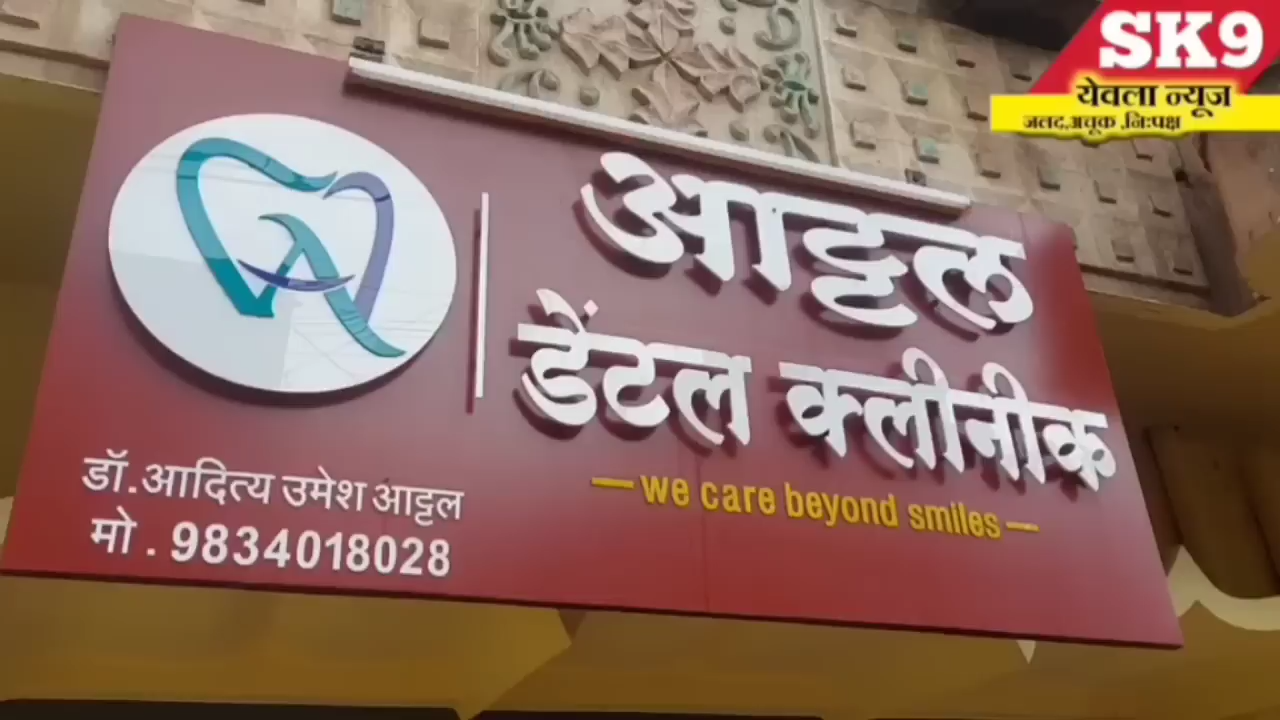 SK9
येवला न्यूज
जलद,अचूक,नि:पक्ष
आट्टल
डेंटल क्लीनीक
we care beyond smiles
डॉ.आदित्य उमेश आट्टल
मो . 9834018028